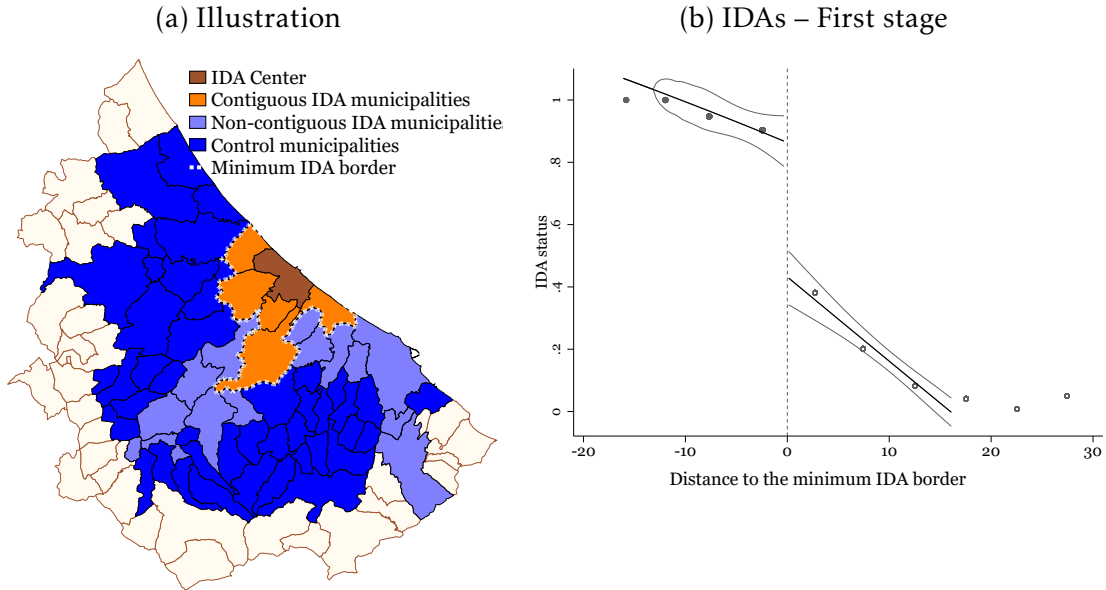 (a) Illustration
IDA Center
Contiguous IDA municipalities
Non-contiguous IDA municipalitie
Control municipalities
Minimum IDA border
(b) IDAs – First stage
IDA status
1
.8
.6
.4
.2
0
-20 -10 0 10 20 30
Distance to the minimum IDA border